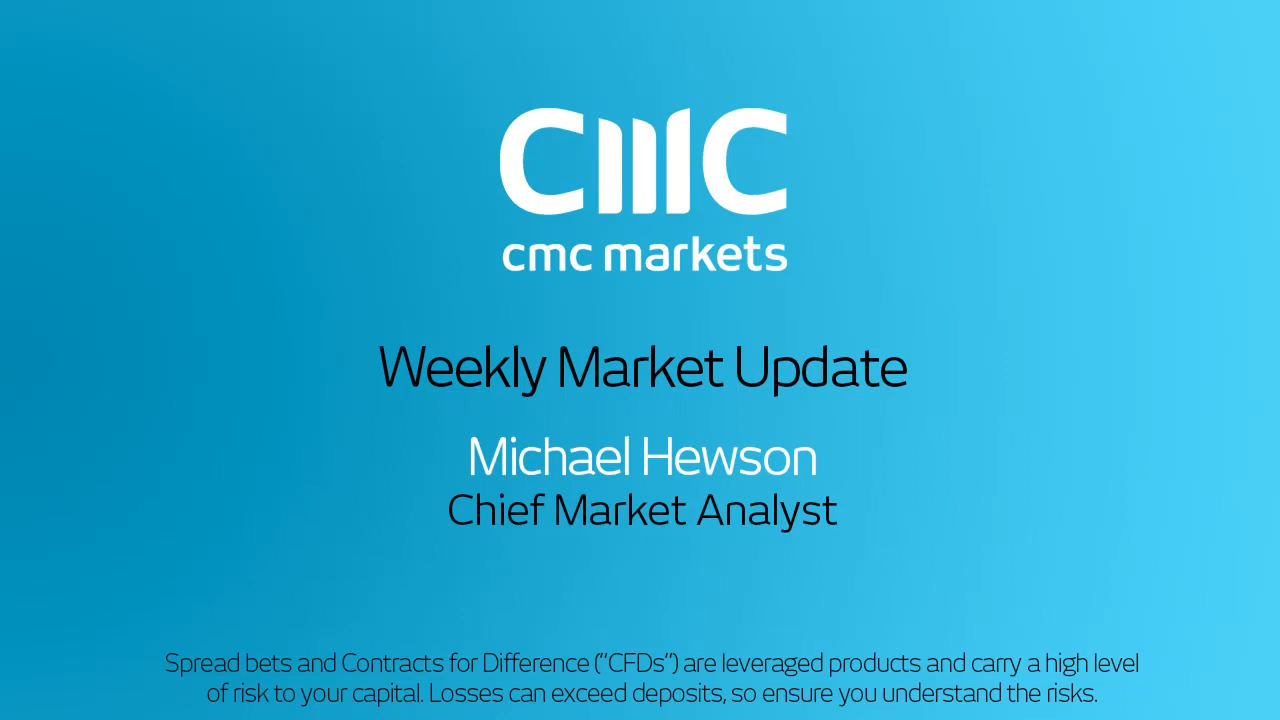 CMC
cmc markets
Weekly Market Update
Michael Hewson
Chief Market Analyst
Spread bets and Contracts for Difference (”CFDs”) are leveraged products and carry a high level
of risk to your capital. Losses can exceed deposits, so ensure you understand the risks.